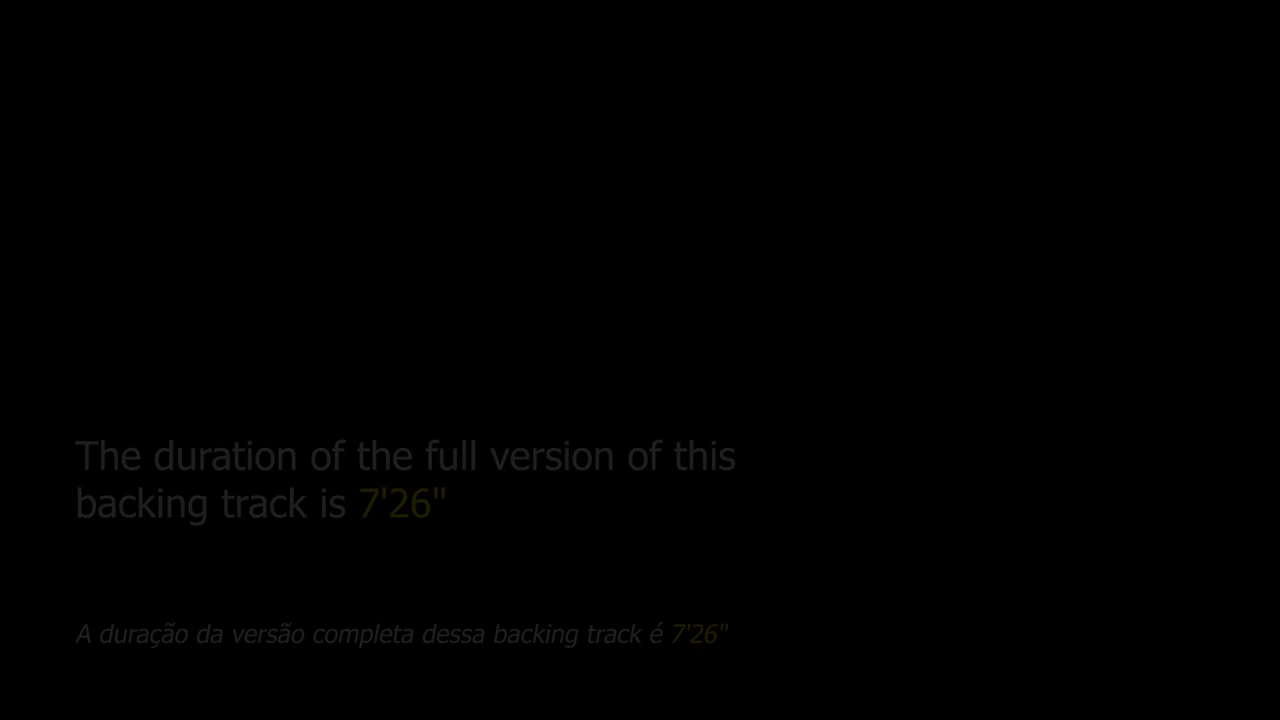 The duration of the full version of this
backing track is 7'26"
A duração da versão completa dessa backing track é 7'26"